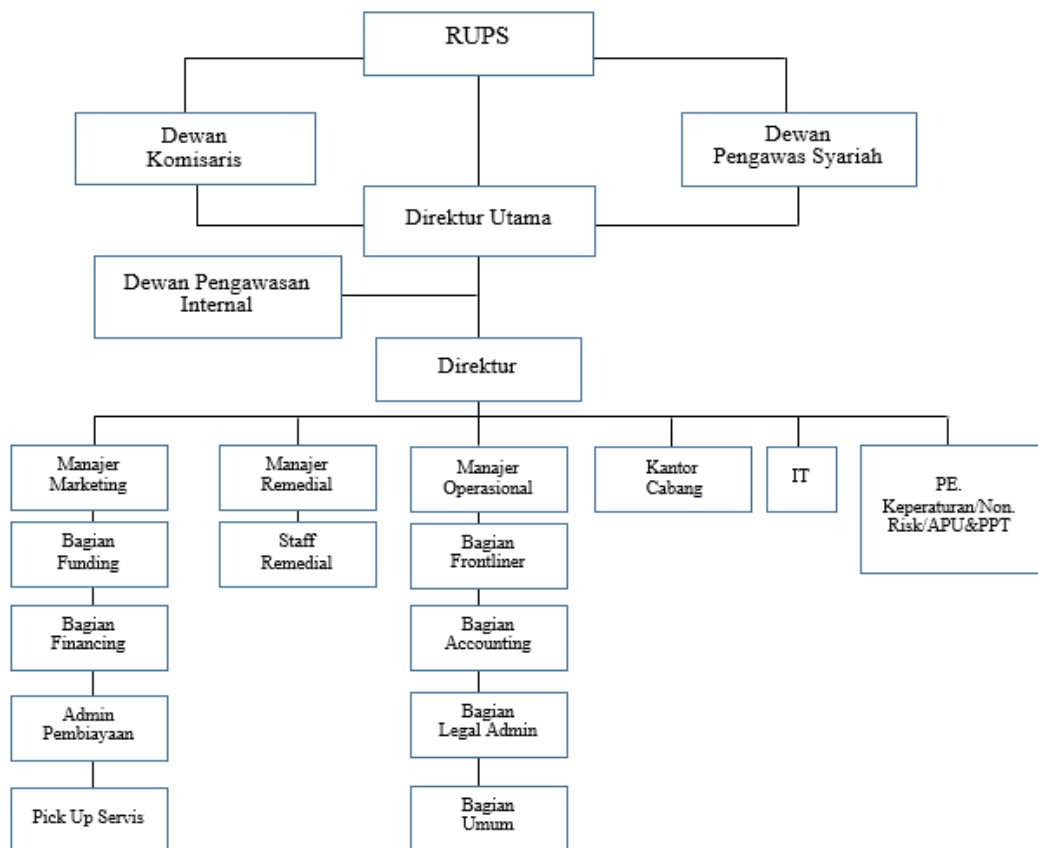 RUPS
Dewan
Komisaris
Dewan
Pengawas Syariah
Direktur Utama
Dewan Pengawasan
Internal
Direktur
Manajer
Marketing
Manajer
Remedial
Manajer
Operasional
Kantor
Cabang
IT
PE.
Keperaturan/Non.
Risk/APU&PPT
Bagian
Funding
Staff
Remedial
Bagian
Frontliner
Bagian
Financing
Bagian
Accounting
Admin
Pembiayaan
Bagian
Legal Admin
Pick Up Servis
Bagian
Umum